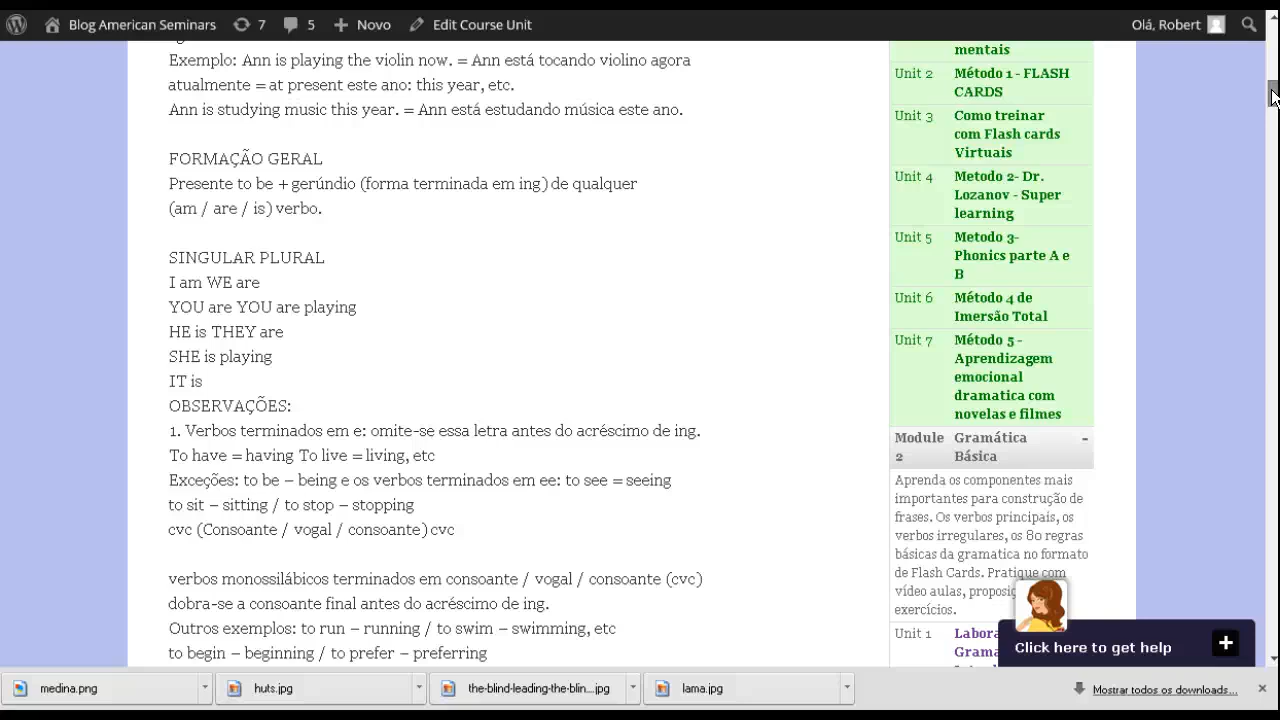 Blog American Seminars 7 5 Novo Edit Course Unit Olá, Robert
Exemplo: Ann is playing the violin now. = Ann está tocando violino agora
atualmente = at present este ano: this year, etc.
Ann is studying music this year. = Ann está estudando música este ano.
FORMAÇÃO GERAL
Presente to be + gerúndio (forma terminada em ing) de qualquer
(am / are / is) verbo.
SINGULAR PLURAL
I am WE are
YOU are YOU are playing
HE is THEY are
SHE is playing
IT is
OBSERVAÇÕES:
1. Verbos terminados em e: omite-se essa letra antes do acréscimo de ing.
To have = having To live = living, etc
Exceções: to be – being e os verbos terminados em ee: to see = seeing
to sit – sitting / to stop – stopping
cvc (Consoante / vogal / consoante) cvc
verbos monossilábicos terminados em consoante / vogal / consoante (cvc)
dobra-se a consoante final antes do acréscimo de ing.
Outros exemplos: to run – running / to swim – swimming, etc
to begin – beginning / to prefer – preferring
mentais
Unit 2 Método 1 - FLASH
CARDS
Unit 3 Como treinar
com Flash cards
Virtuais
Unit 4 Metodo 2- Dr.
Lozanov - Super
learning
Unit 5 Metodo 3-
Phonics parte A e
B
Unit 6 Método 4 de
Imersão Total
Unit 7 Método 5 -
Aprendizagem
emocional
dramatica com
novelas e filmes
Module Gramática -
2 Básica
Aprenda os componentes mais
importantes para construção de
frases. Os verbos principais, os
verbos irregulares, os 80 regras
básicas da gramatica no formato
de Flash Cards. Pratique com
vídeo aulas,
exercícios.
Unit 1
Click here to get help +
medina.png huts.jpg the-blind-leading-the-blin....jpg lama.jpg Mostrar todos os downloads...